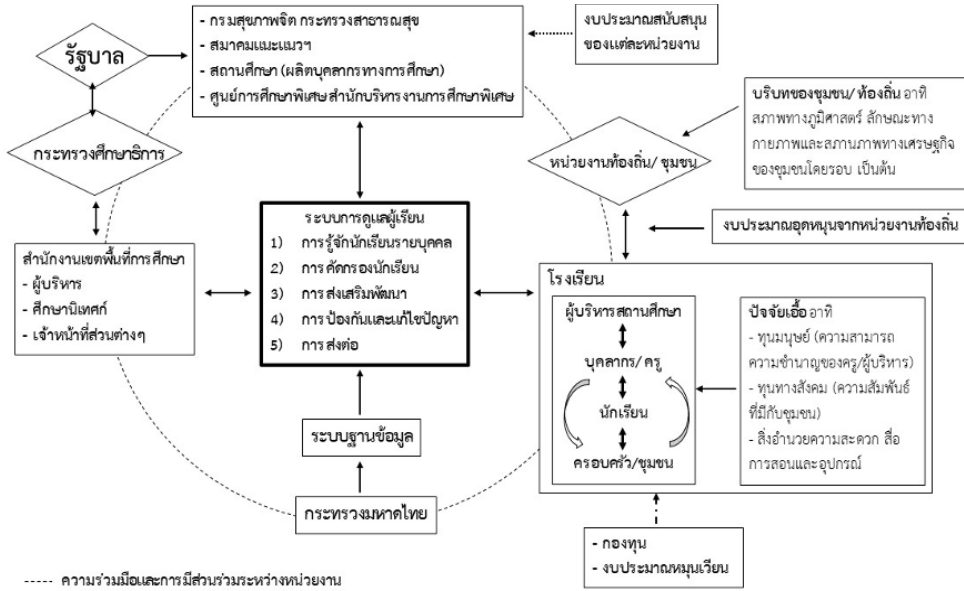 รัฐบาล
- กรมสุขภาพจิต กระทรวงสาธารณสุข
- สมาคมแนะแนวฯ
- สถานศึกษา (ผลิตบุคลากรทางการศึกษา)
- ศูนย์การศึกษาพิเศษ สำนักบริหารงานการศึกษาพิเศษ
งบประมาณสนับสนุน
ของแต่ละหน่วยงาน
กระทรวงศึกษาธิการ
หน่วยงานท้องถิ่น/ ชุมชน
บริบทของชุมชน/ ท้องถิ่น อาทิ
สภาพทางภูมิศาสตร์ ลักษณะทาง
กายภาพและสถานภาพทางเศรษฐกิจ
ของชุมชนโดยรอบ เป็นต้น
งบประมาณอุดหนุนจากหน่วยงานท้องถิ่น
สำนักงานเขตพื้นที่การศึกษา
- ผู้บริหาร
- ศึกษานิเทศก์
- เจ้าหน้าที่ส่วนต่างๆ
ระบบการดูแลผู้เรียน
1) การรู้จักนักเรียนรายบุคคล
2) การคัดกรองนักเรียน
3) การส่งเสริมพัฒนา
4) การป้องกันและแก้ไขปัญหา
5) การส่งต่อ
โรงเรียน
ผู้บริหารสถานศึกษา
บุคลากร/ ครู
นักเรียน
ครอบครัว/ชุมชน
ปัจจัยเอื้อ อาทิ
- ทุนมนุษย์ (ความสามารถ
ความชำนาญของครู/ผู้บริหาร)
- ทุนทางสังคม (ความสัมพันธ์
ที่มีกับชุมชน)
- สิ่งอำนวยความสะดวก สื่อ
การสอนและอุปกรณ์
ระบบฐานข้อมูล
กระทรวงมหาดไทย
- กองทุน
- งบประมาณหมุนเวียน
----- ความร่วมมือและการมีส่วนร่วมระหว่างหน่วยงาน